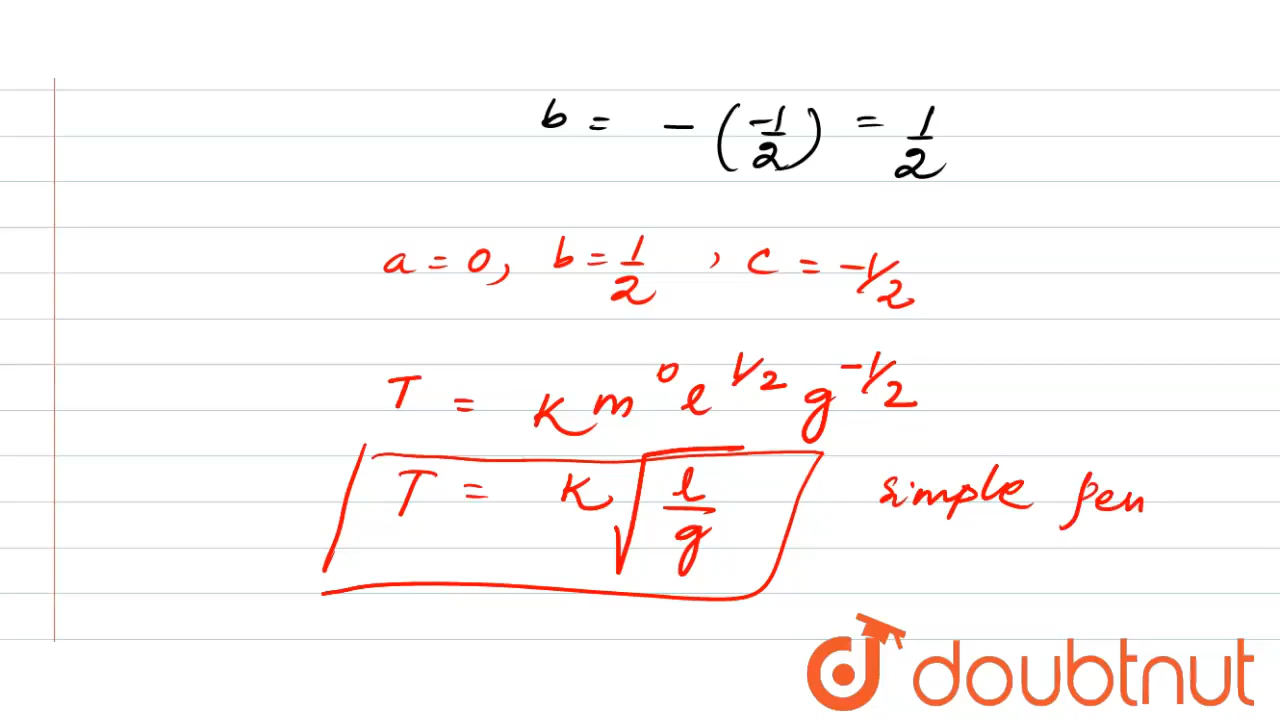 b = - (-1/2) = 1/2
a = 0, b = 1/2 , c = -1/2
T = K m^0 l^1/2 g^-1/2
T = K √(l/g) simple pen
doubtnut